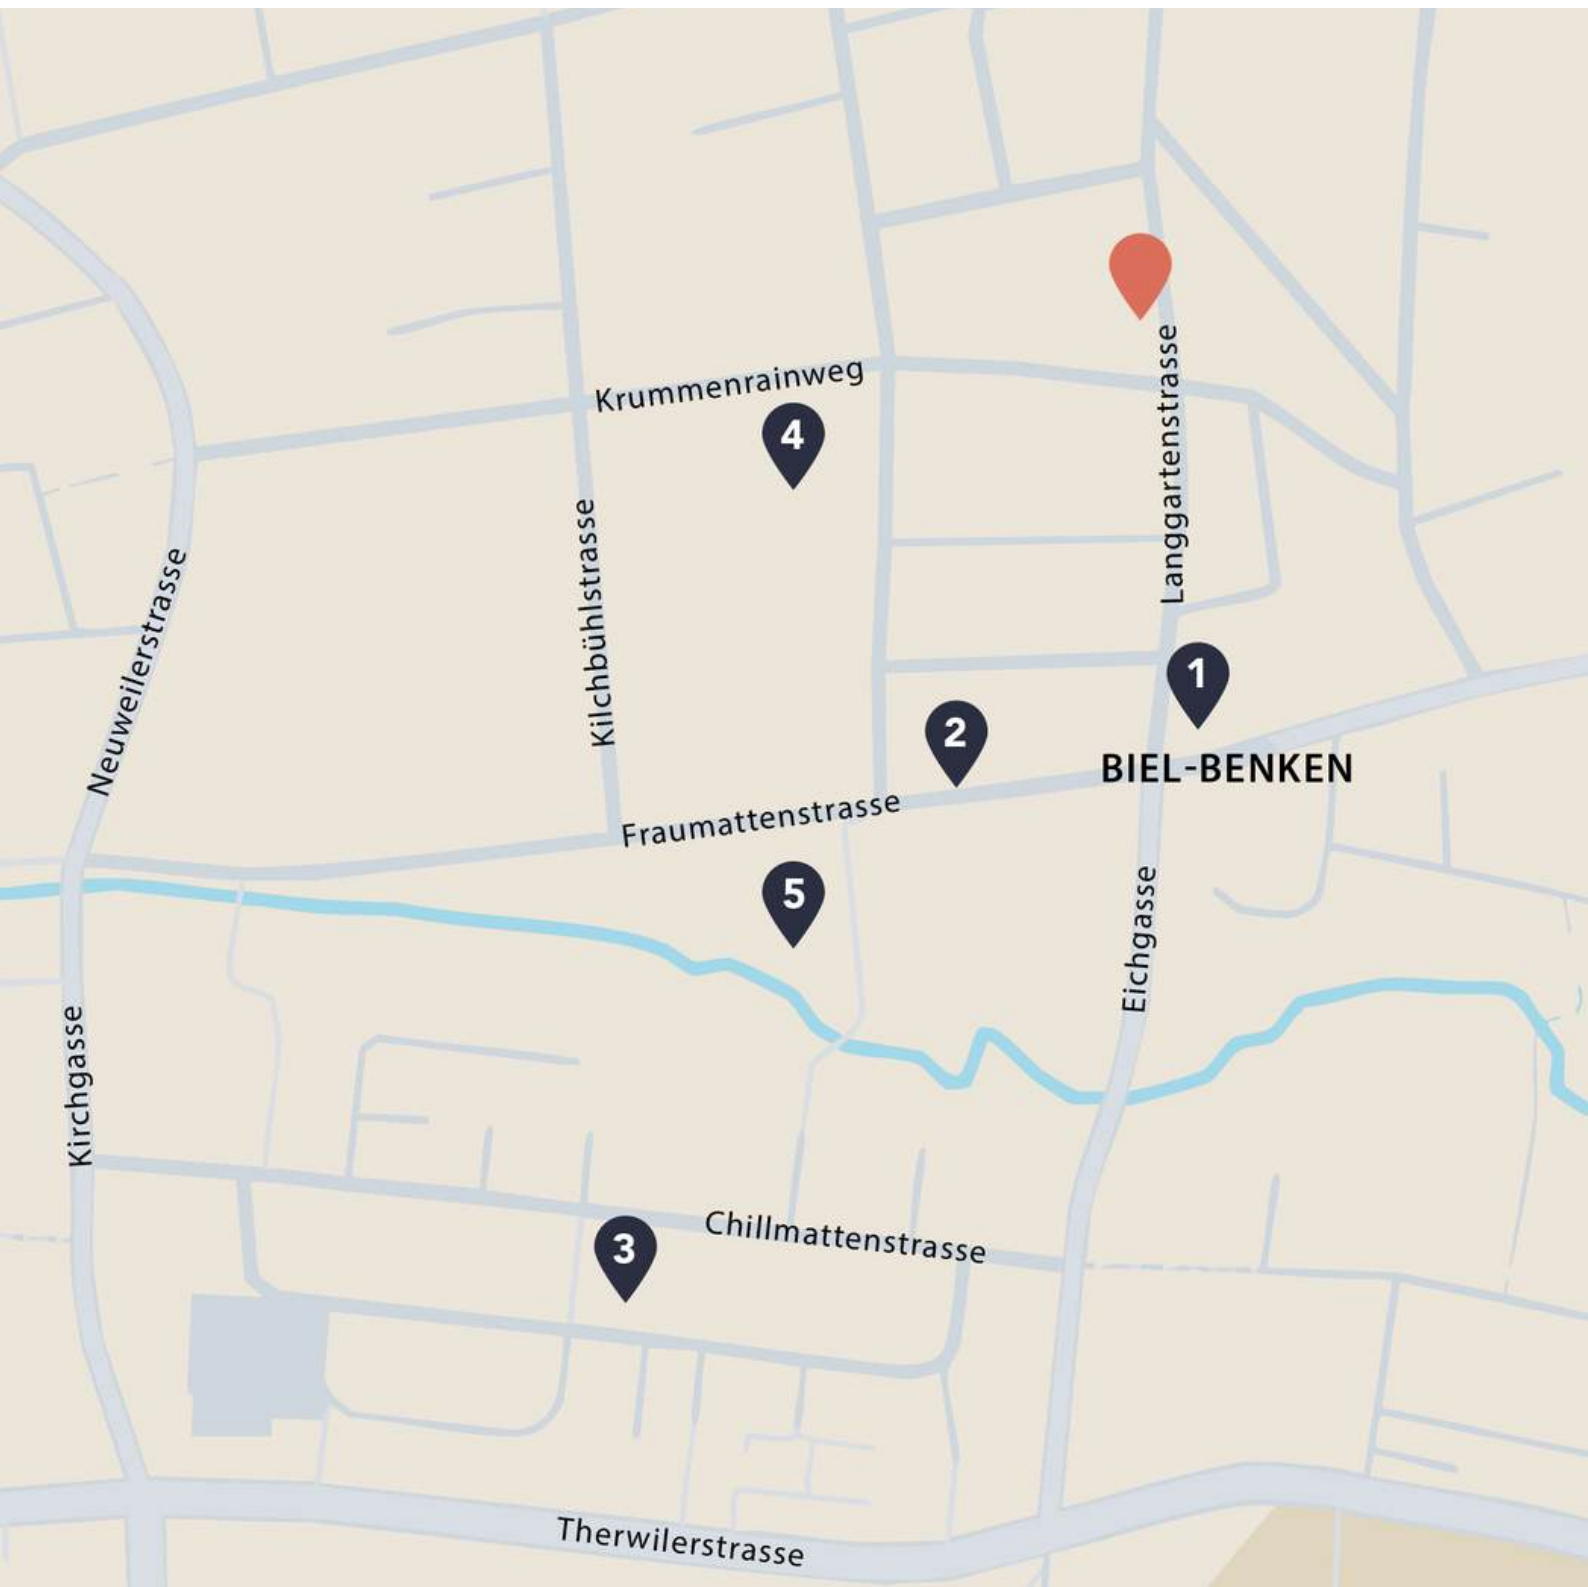 Krummenrainweg
4
Langgartenstrasse
Kilchbühlstrasse
Neuweilerstrasse
1
2
BIEL-BENKEN
Fraumattenstrasse
5
Eichgasse
Kirchgasse
3
Chillmattenstrasse
Therwilerstrasse